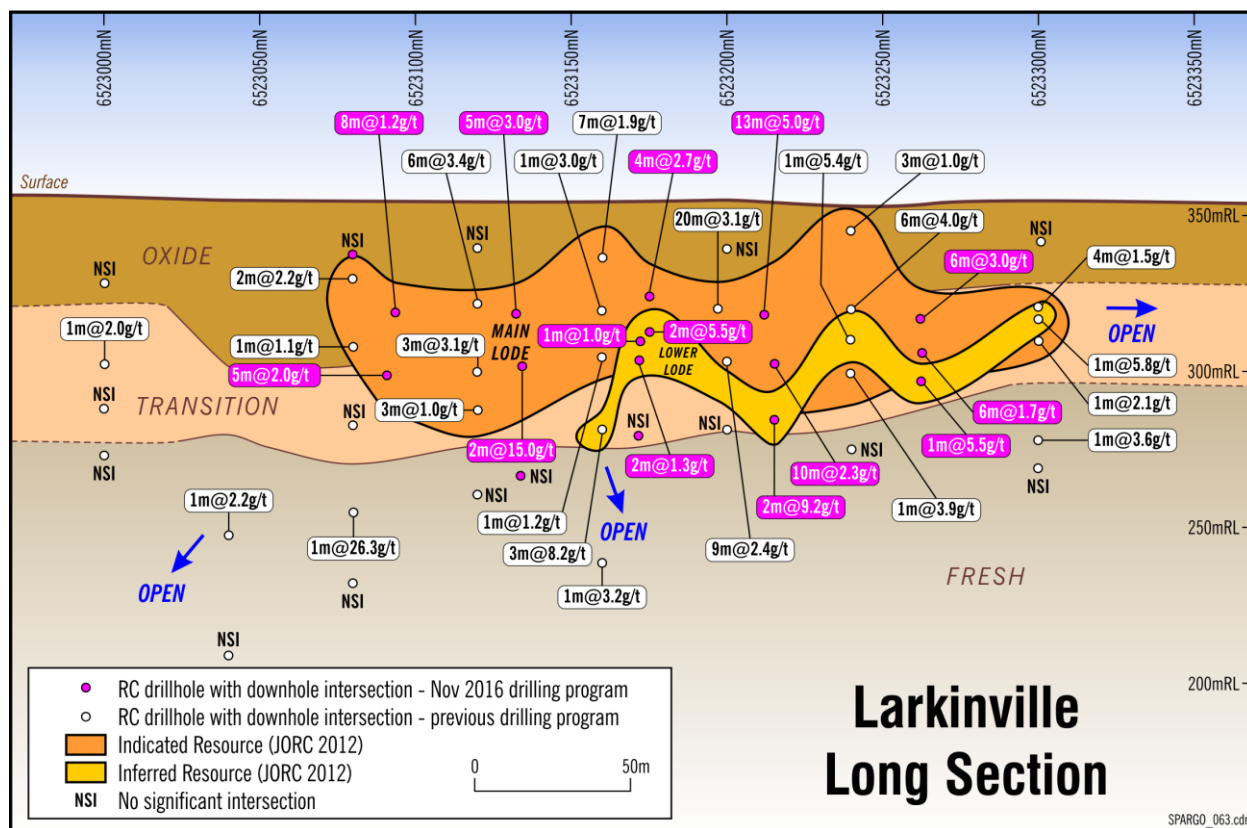 6523000mN
6523050mN
6523100mN
6523150mN
6523200mN
6523250mN
6523300mN
6523350mN
8m@1.2g/t
5m@3.0g/t
7m@1.9g/t
13m@5.0g/t
6m@3.4g/t
1m@3.0g/t
4m@2.7g/t
1m@5.4g/t
3m@1.0g/t
Surface
20m@3.1g/t
6m@4.0g/t
350mRL
OXIDE
NSI
NSI
NSI
NSI
NSI
2m@2.2g/t
6m@3.0g/t
4m@1.5g/t
1m@2.0g/t
MAIN
LODE
1m@1.0g/t
2m@5.5g/t
OPEN
1m@1.1g/t
3m@3.1g/t
LOWER
LODE
1m@5.8g/t
5m@2.0g/t
300mRL
TRANSITION
3m@1.0g/t
1m@2.1g/t
NSI
NSI
NSI
NSI
6m@1.7g/t
1m@3.6g/t
2m@15.0g/t
1m@5.5g/t
NSI
NSI
2m@1.3g/t
10m@2.3g/t
NSI
NSI
1m@2.2g/t
NSI
2m@9.2g/t
1m@3.9g/t
1m@1.2g/t
OPEN
250mRL
1m@26.3g/t
3m@8.2g/t
9m@2.4g/t
OPEN
NSI
1m@3.2g/t
FRESH
NSI
200mRL
RC drillhole with downhole intersection - Nov 2016 drilling program
RC drillhole with downhole intersection - previous drilling program
Indicated Resource (JORC 2012)
Inferred Resource (JORC 2012)
0 50m
NSI No significant intersection
Larkinville
Long Section
SPARGO_063.cdr